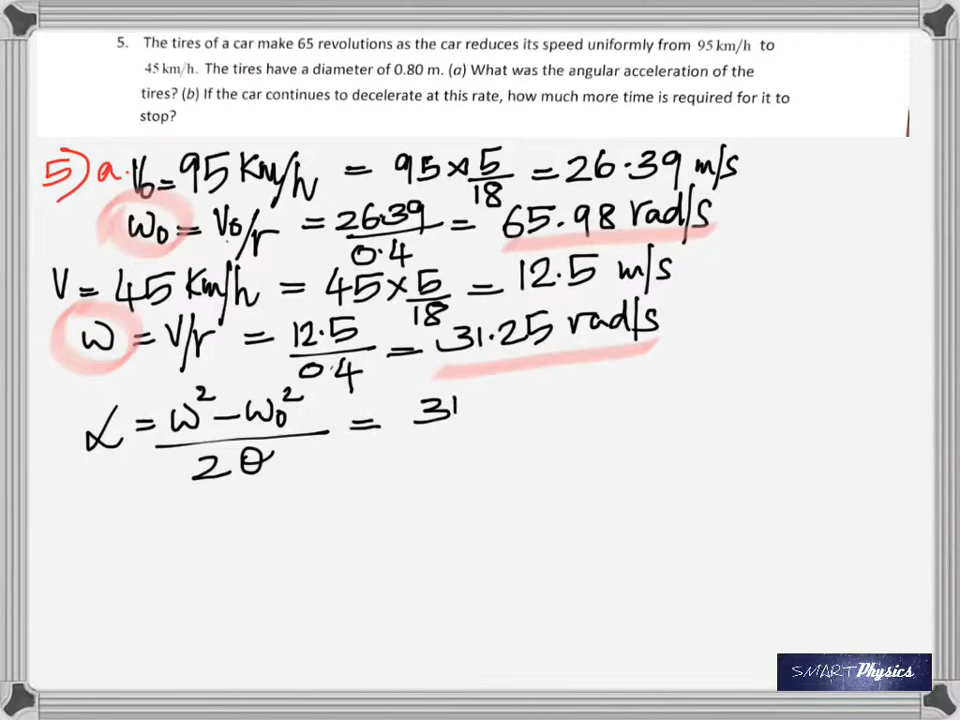 5. The tires of a car make 65 revolutions as the car reduces its speed uniformly from 95 km/h to
45 km/h. The tires have a diameter of 0.80 m. (a) What was the angular acceleration of the
tires? (b) If the car continues to decelerate at this rate, how much more time is required for it to
stop?
5) a. V₀ = 95 Km/h = 95 × 5/18 = 26.39 m/s
ω₀ = V₀/r = 26.39/0.4 = 65.98 rad/s
V = 45 Km/h = 45 × 5/18 = 12.5 m/s
ω = V/r = 12.5/0.4 = 31.25 rad/s
α = ω² – ω₀² / 2θ = 31
SMART Physics